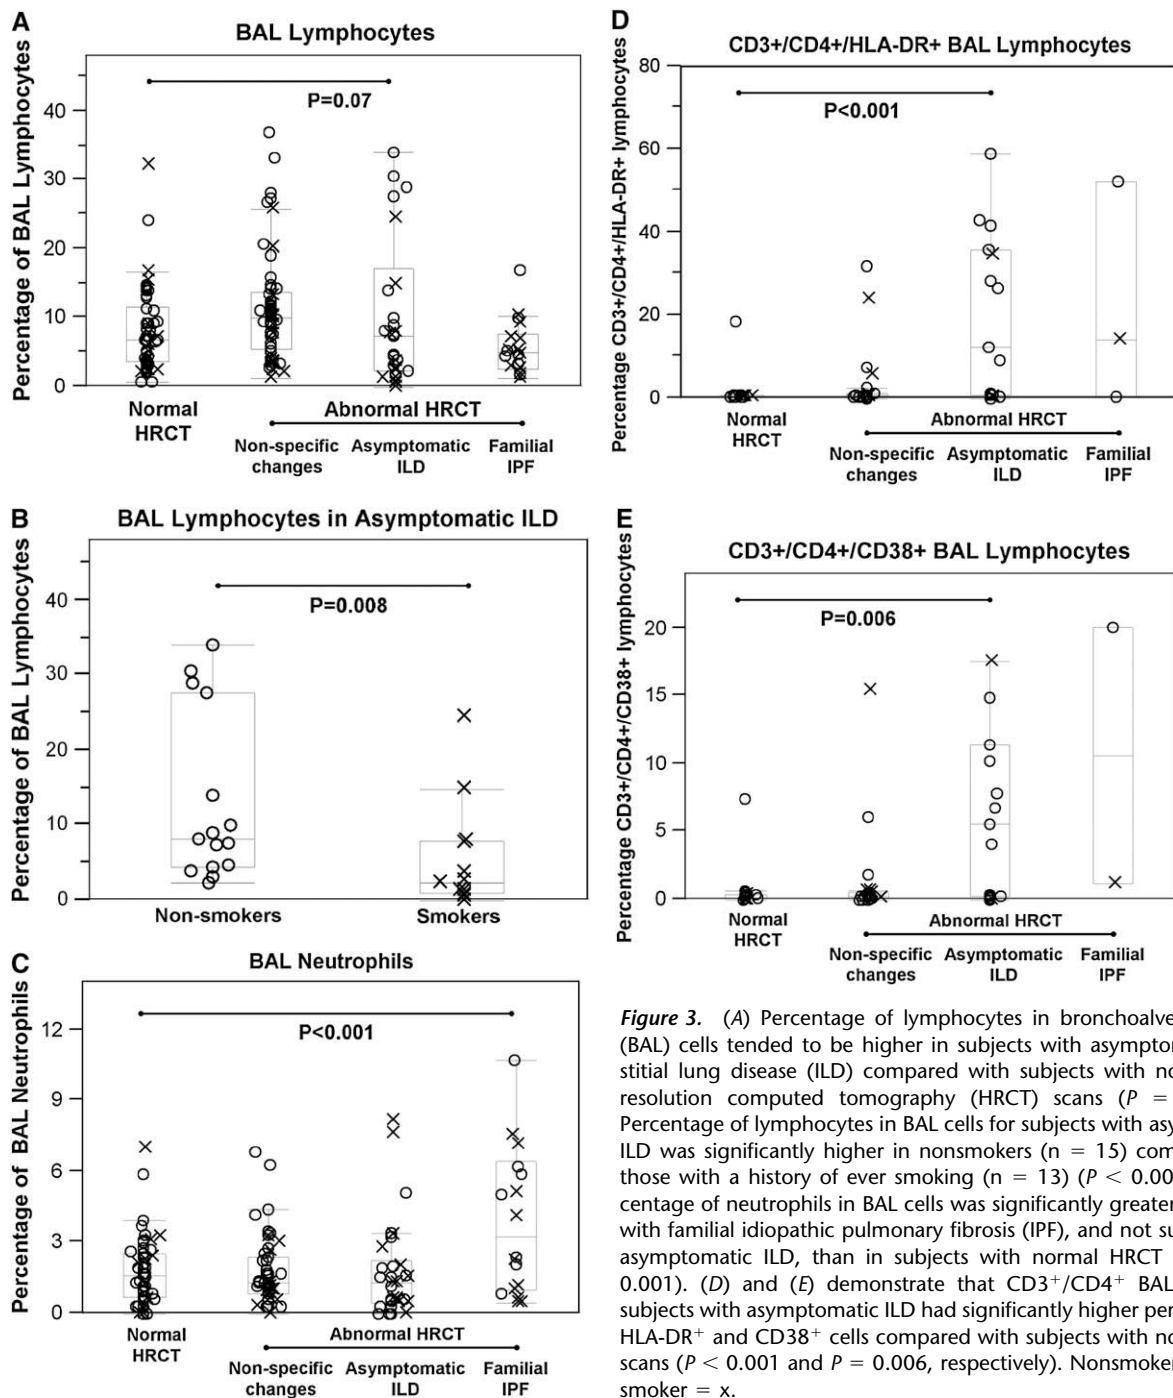 A
BAL Lymphocytes
Percentage of BAL Lymphocytes
40
30
20
10
0
P=0.07
Normal
HRCT
Abnormal HRCT
Non-specific
changes
Asymptomatic
ILD
Familial
IPF
B
BAL Lymphocytes in Asymptomatic ILD
Percentage of BAL Lymphocytes
40
30
20
10
0
P=0.008
Non-smokers
Smokers
C
BAL Neutrophils
Percentage of BAL Neutrophils
12
9
6
3
0
P<0.001
Normal
HRCT
Abnormal HRCT
Non-specific
changes
Asymptomatic
ILD
Familial
IPF
D
CD3+/CD4+/HLA-DR+ BAL Lymphocytes
Percentage CD3+/CD4+/HLA-DR+ lymphocytes
80
60
40
20
0
P<0.001
Normal
HRCT
Abnormal HRCT
Non-specific
changes
Asymptomatic
ILD
Familial
IPF
E
CD3+/CD4+/CD38+ BAL Lymphocytes
Percentage CD3+/CD4+/CD38+ lymphocytes
20
15
10
5
0
P=0.006
Normal
HRCT
Abnormal HRCT
Non-specific
changes
Asymptomatic
ILD
Familial
IPF
Figure 3. (A) Percentage of lymphocytes in bronchoalve
(BAL) cells tended to be higher in subjects with asympto
stitial lung disease (ILD) compared with subjects with no
resolution computed tomography (HRCT) scans (P =
Percentage of lymphocytes in BAL cells for subjects with asy
ILD was significantly higher in nonsmokers (n = 15) com
those with a history of ever smoking (n = 13) (P < 0.00
centage of neutrophils in BAL cells was significantly greater
with familial idiopathic pulmonary fibrosis (IPF), and not su
asymptomatic ILD, than in subjects with normal HRCT
0.001). (D) and (E) demonstrate that CD3+/CD4+ BAL
subjects with asymptomatic ILD had significantly higher per
HLA-DR+ and CD38+ cells compared with subjects with no
scans (P < 0.001 and P = 0.006, respectively). Nonsmoker
smoker = x.